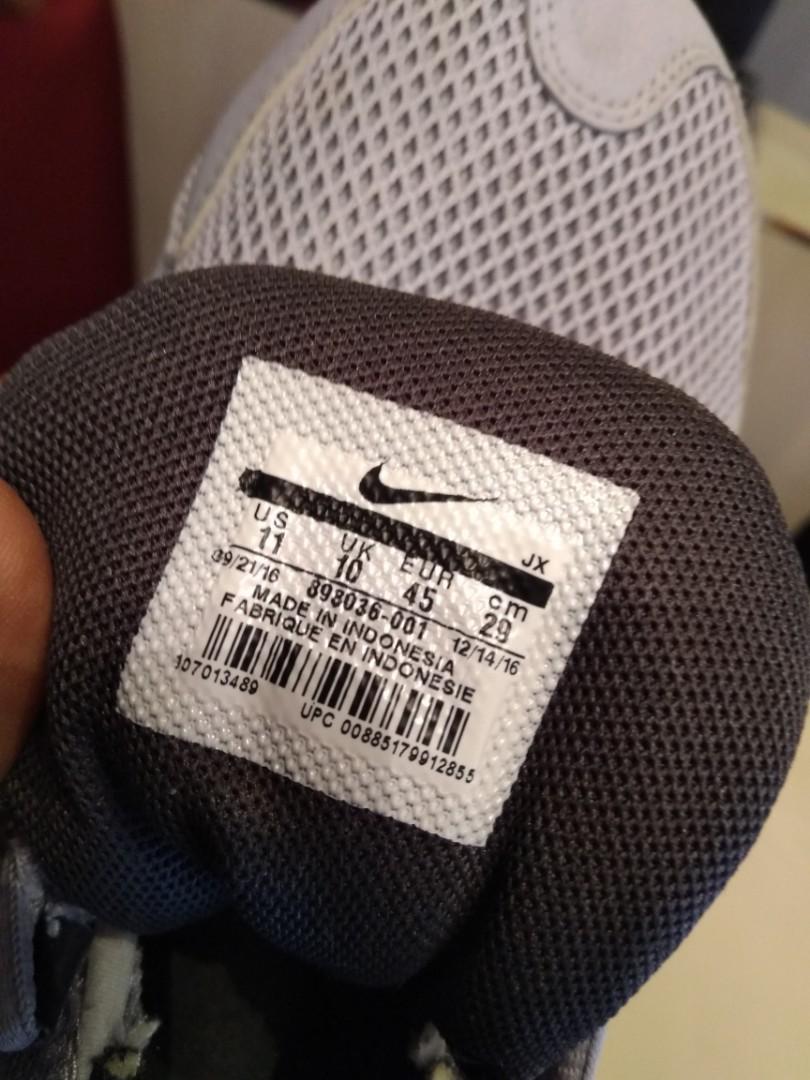 JX
US UK EUR cm
11 10 45 29
09/21/16 898036-001 12/14/16
MADE IN INDONESIA
FABRIQUE EN INDONESIE
UPC 00885179912855